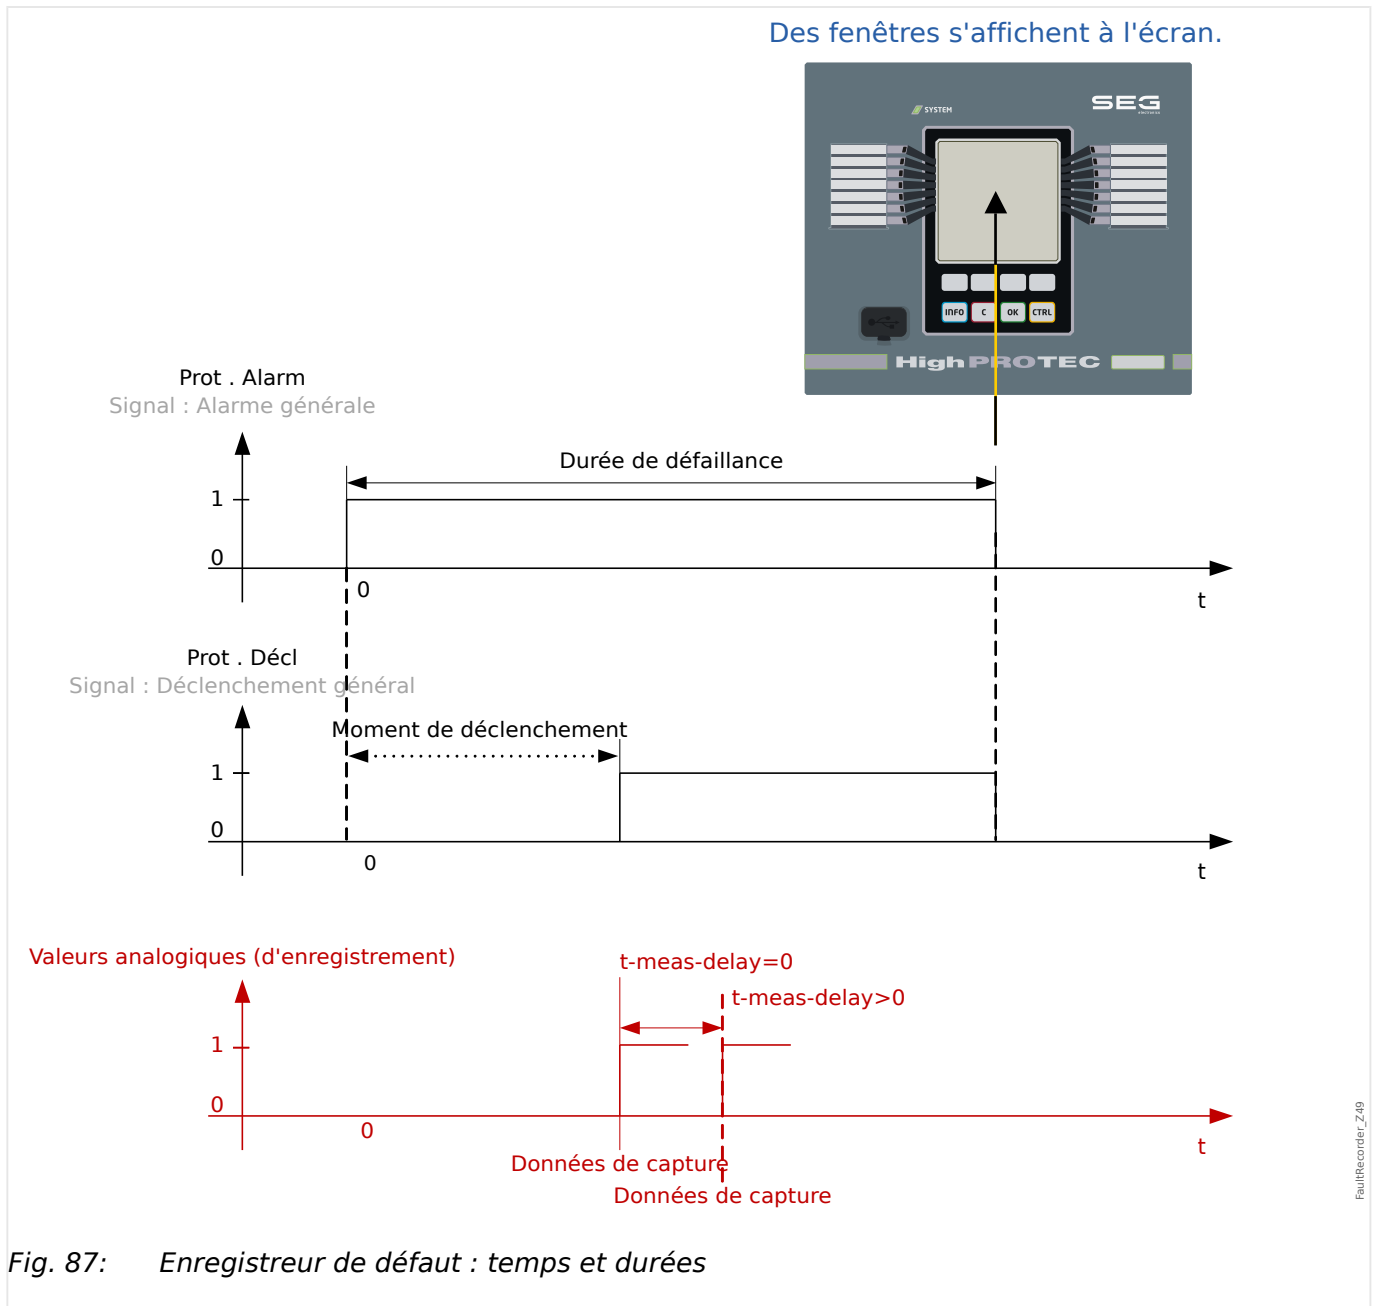 Des fenêtres s'affichent à l'écran.
SYSTEM
SEG
electronics
INFO
C
OK
CTRL
HighPROTEC
Prot . Alarm
Signal : Alarme générale
Durée de défaillance
1
0
0
t
Prot . Décl
Signal : Déclenchement général
Moment de déclenchement
1
0
0
t
Valeurs analogiques (d'enregistrement)
t-meas-delay=0
t-meas-delay>0
1
0
0
t
Données de capture
Données de capture
FaultRecorder_Z49
Fig. 87: Enregistreur de défaut : temps et durées